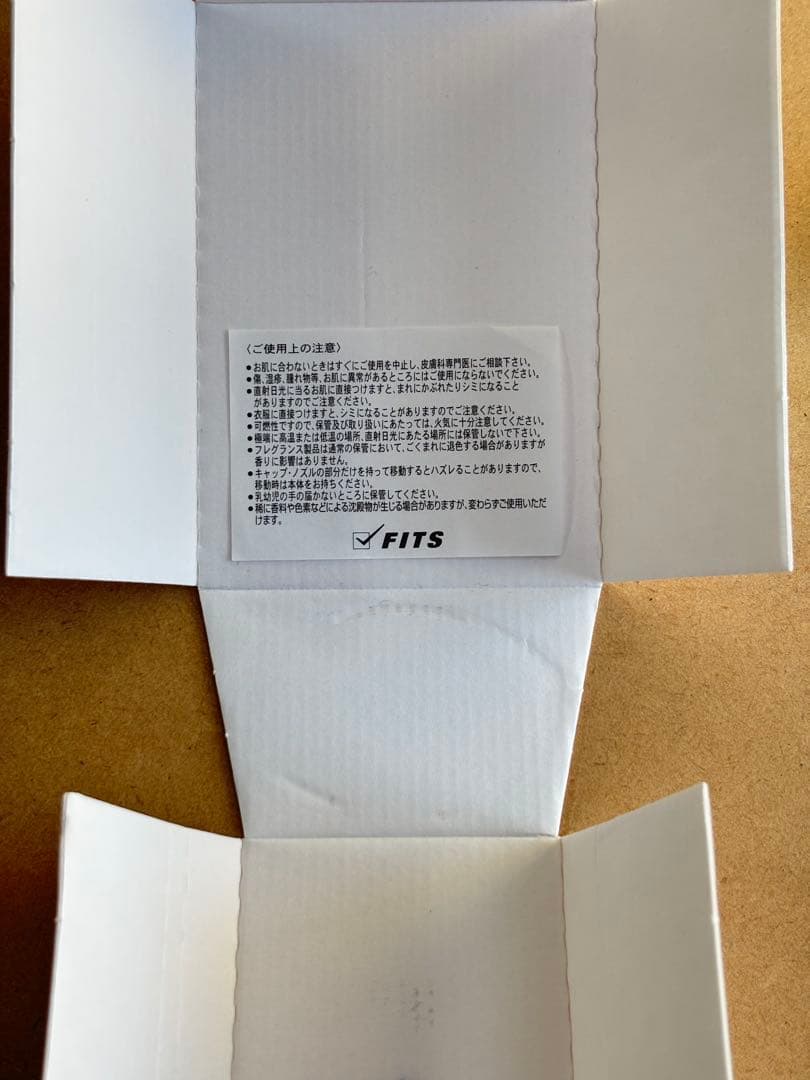 〈ご使用上の注意〉
●お肌に合わないときはすぐにご使用を中止し、皮膚科専門医にご相談下さい。
●傷、湿疹、腫れ物等、お肌に異常があるところにはご使用にならないでください。
●直射日光に当るお肌に直接つけますと、まれにかぶれたりシミになること
がありますのでご注意ください。
●衣服に直接つけますと、シミになることがありますのでご注意ください。
●可燃性ですので、保管及び取り扱いにあたっては、火気に十分注意してください。
●極端に高温または低温の場所、直射日光にあたる場所には保管しないで下さい。
●フレグランス製品は通常の保管において、ごくまれに退色する場合がありますが
香りに影響はありません。
●キャップ・ノズルの部分だけを持って移動するとハズレることがありますので、
移動時は本体をお持ちください。
●乳幼児の手の届かないところに保管してください。
●稀に香料や色素などによる沈殿物が生じる場合がありますが、変わらずご使用いただ
けます。
FITS